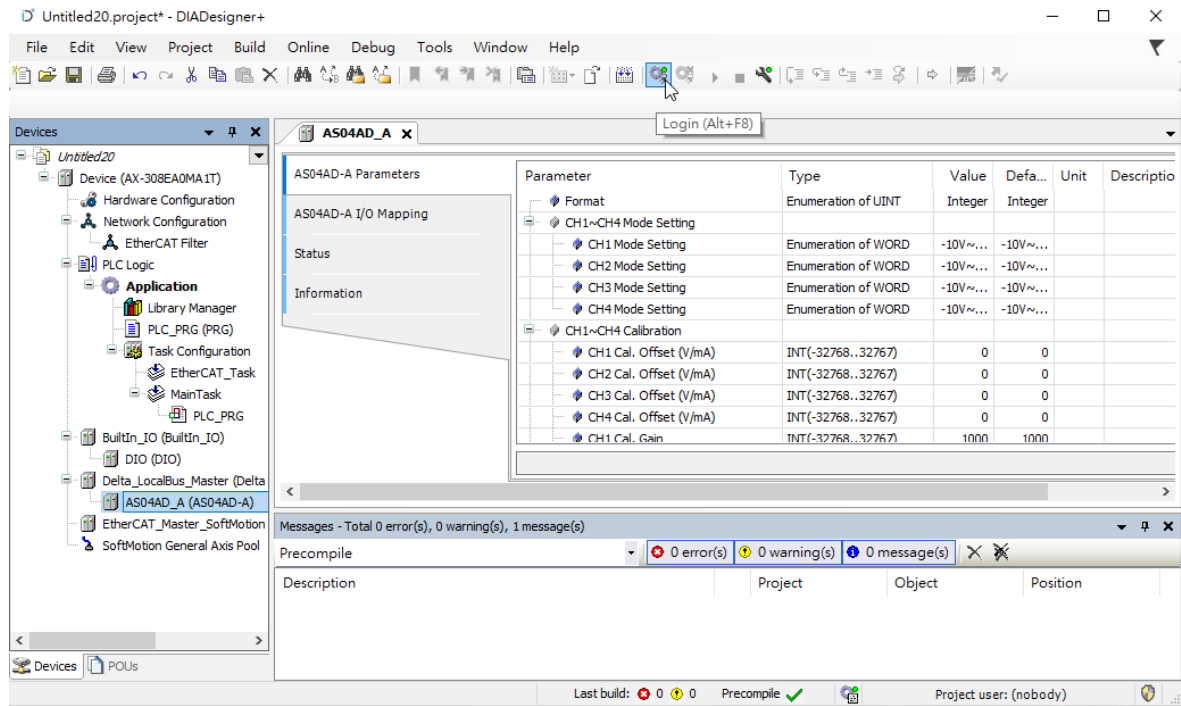 Untitled20.project* - DIADesigner+
File Edit View Project Build Online Debug Tools Window Help
Login (Alt+F8)
Devices
Untitled20
Device (AX-308EA0MA1T)
Hardware Configuration
Network Configuration
EtherCAT Filter
PLC Logic
Application
Library Manager
PLC_PRG (PRG)
Task Configuration
EtherCAT_Task
MainTask
PLC_PRG
BuiltIn_IO (BuiltIn_IO)
DIO (DIO)
Delta_LocalBus_Master (Delta
AS04AD_A (AS04AD-A)
EtherCAT_Master_SoftMotion
SoftMotion General Axis Pool
Devices POUs
AS04AD_A
AS04AD-A Parameters
AS04AD-A I/O Mapping
Status
Information
Parameter Type Value Defa... Unit Descriptio
Format Enumeration of UINT Integer Integer
CH1~CH4 Mode Setting
CH1 Mode Setting Enumeration of WORD -10V~... -10V~...
CH2 Mode Setting Enumeration of WORD -10V~... -10V~...
CH3 Mode Setting Enumeration of WORD -10V~... -10V~...
CH4 Mode Setting Enumeration of WORD -10V~... -10V~...
CH1~CH4 Calibration
CH1 Cal. Offset (V/mA) INT(-32768..32767) 0 0
CH2 Cal. Offset (V/mA) INT(-32768..32767) 0 0
CH3 Cal. Offset (V/mA) INT(-32768..32767) 0 0
CH4 Cal. Offset (V/mA) INT(-32768..32767) 0 0
CH1 Cal. Gain INT(-32768..32767) 1000 1000
Messages - Total 0 error(s), 0 warning(s), 1 message(s)
Precompile 0 error(s) 0 warning(s) 0 message(s)
Description Project Object Position
Last build: 0 0 Precompile Project user: (nobody)